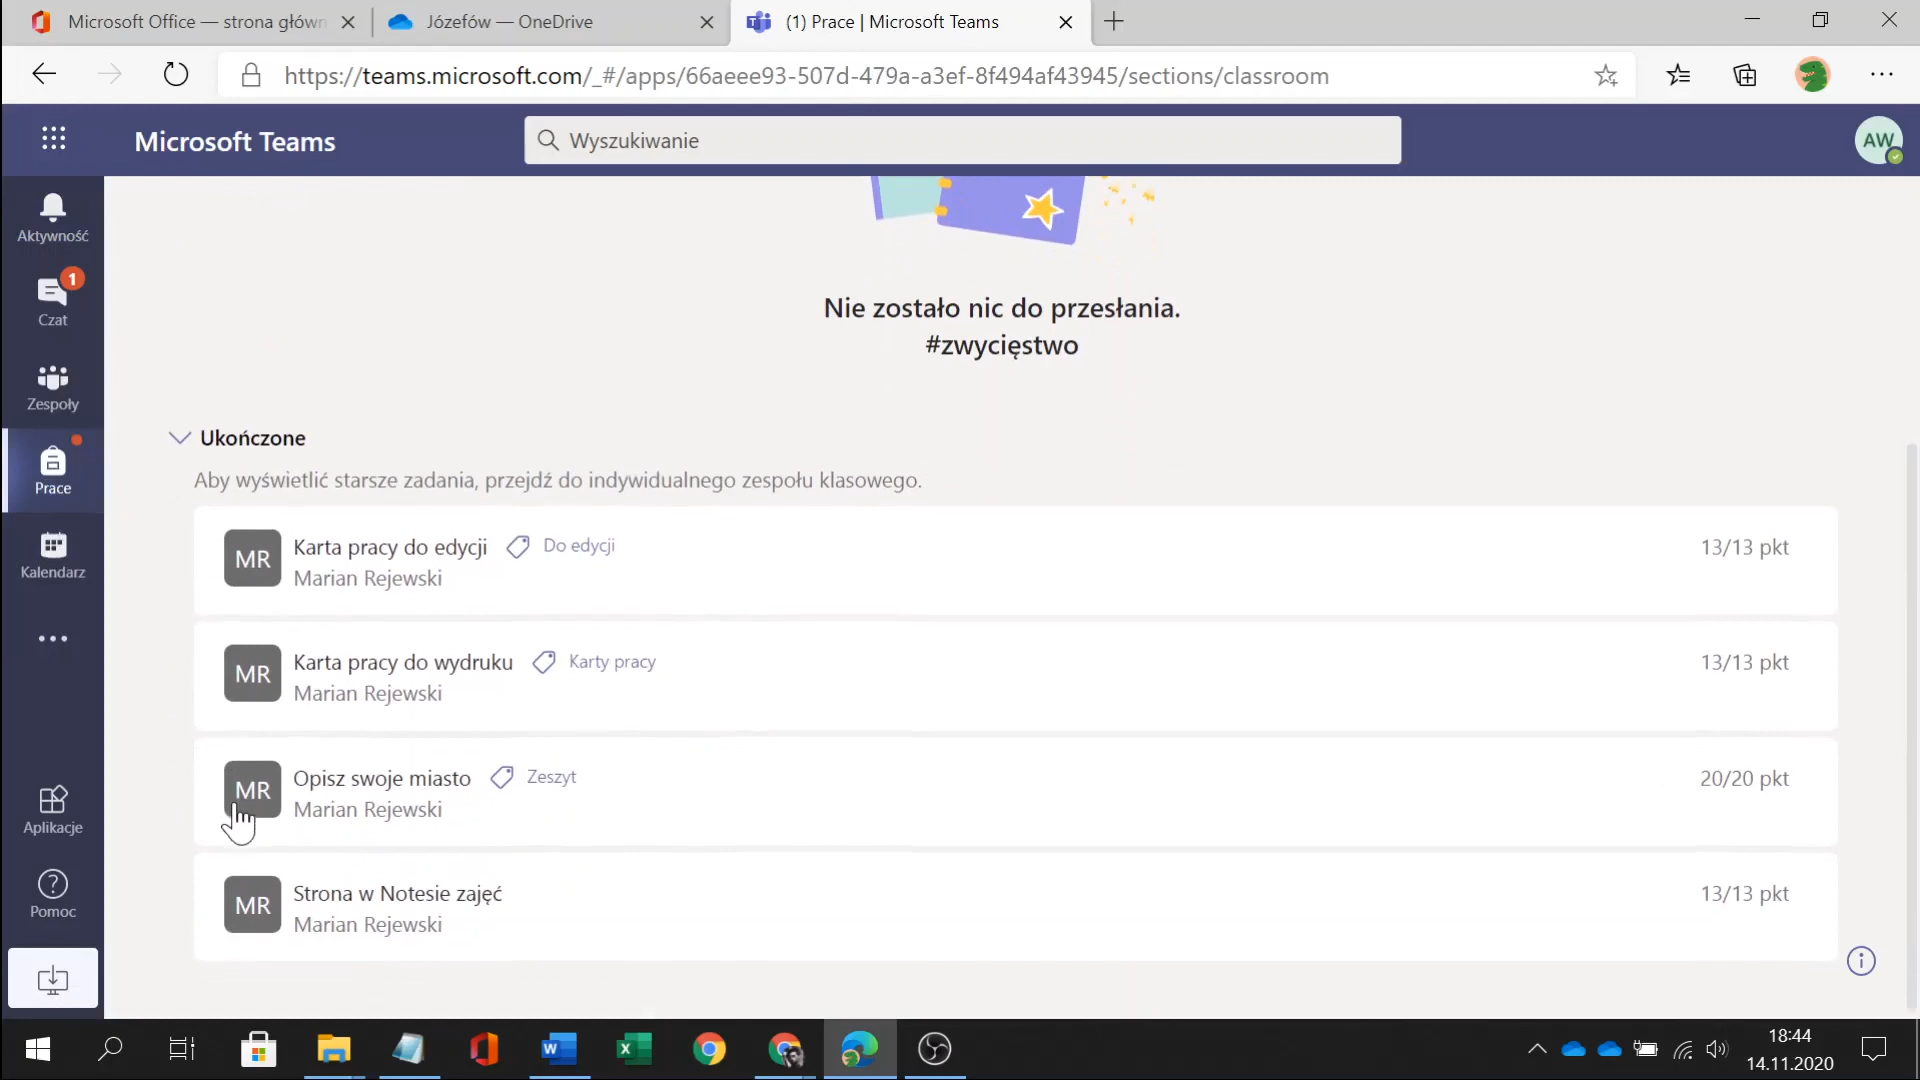 Microsoft Office — strona główn
Józefów — OneDrive
(1) Prace | Microsoft Teams
https://teams.microsoft.com/_#/apps/66aeee93-507d-479a-a3ef-8f494af43945/sections/classroom
Microsoft Teams
Wyszukiwanie
AW
Aktywność
1
Czat
Zespoły
Prace
Kalendarz
Aplikacje
Pomoc
Nie zostało nic do przesłania.
#zwycięstwo
Ukończone
Aby wyświetlić starsze zadania, przejdź do indywidualnego zespołu klasowego.
MR Karta pracy do edycji Do edycji 13/13 pkt
Marian Rejewski
MR Karta pracy do wydruku Karty pracy 13/13 pkt
Marian Rejewski
MR Opisz swoje miasto Zeszyt 20/20 pkt
Marian Rejewski
MR Strona w Notesie zajęć 13/13 pkt
Marian Rejewski
18:44
14.11.2020